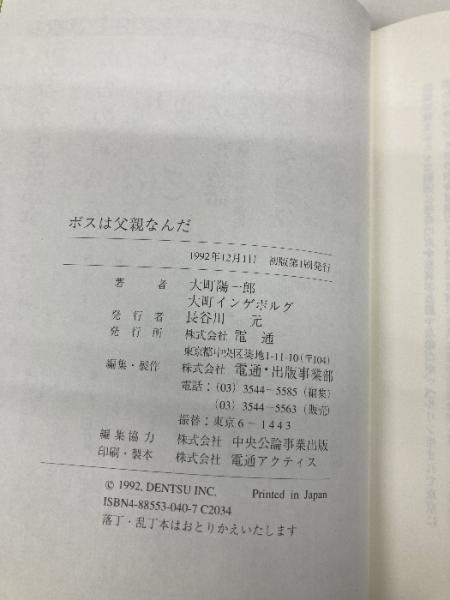 ボスは父親なんだ
1992年12月1日　初版第1刷発行
著　者　大町陽一郎
大町インゲボルグ
発行者　長谷川　元
発行所　株式会社 電　通
東京都中央区築地1-11-10(〒104)
編集・製作　株式会社 電通・出版事業部
電話：(03) 3544－5585 (編集)
(03) 3544－5563 (販売)
振替：東京 6－1443
編集協力　株式会社 中央公論事業出版
印刷・製本　株式会社 電通アクティス
© 1992, DENTSU INC.　Printed in Japan
ISBN4-88553-040-7 C2034
落丁・乱丁本はおとりかえいたします